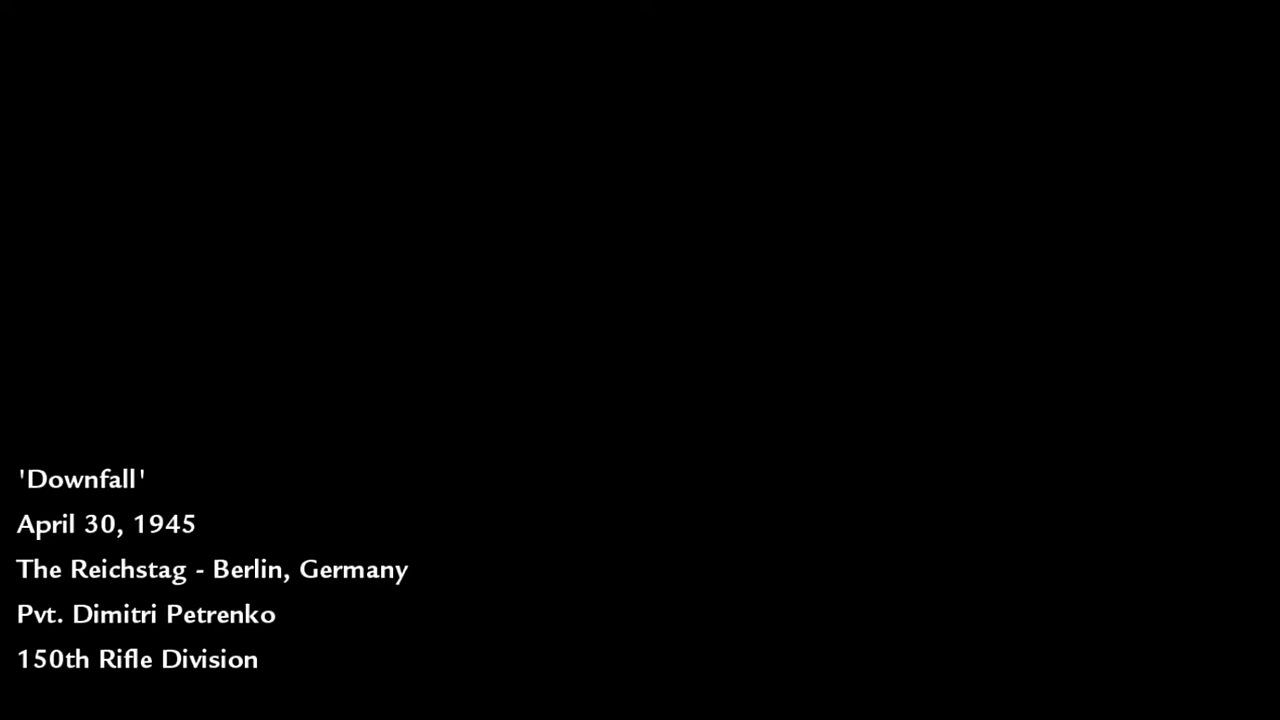 'Downfall'
April 30, 1945
The Reichstag - Berlin, Germany
Pvt. Dimitri Petrenko
150th Rifle Division